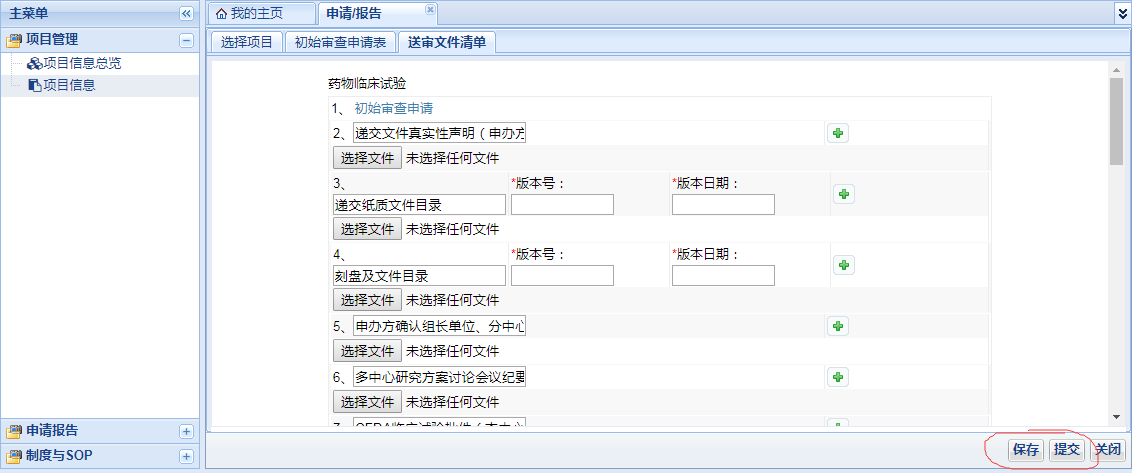 主菜单
我的主页
申请/报告
项目管理
项目信息总览
项目信息
选择项目
初始审查申请表
送审文件清单
药物临床试验
1、 初始审查申请
2、 递交文件真实性声明（申办方
选择文件 未选择任何文件
3、 *版本号： *版本日期：
递交纸质文件目录
选择文件 未选择任何文件
4、 *版本号： *版本日期：
刻盘及文件目录
选择文件 未选择任何文件
5、 申办方确认组长单位、分中心
选择文件 未选择任何文件
6、 多中心研究方案讨论会议纪要
选择文件 未选择任何文件
申请报告
制度与SOP
保存 提交 关闭